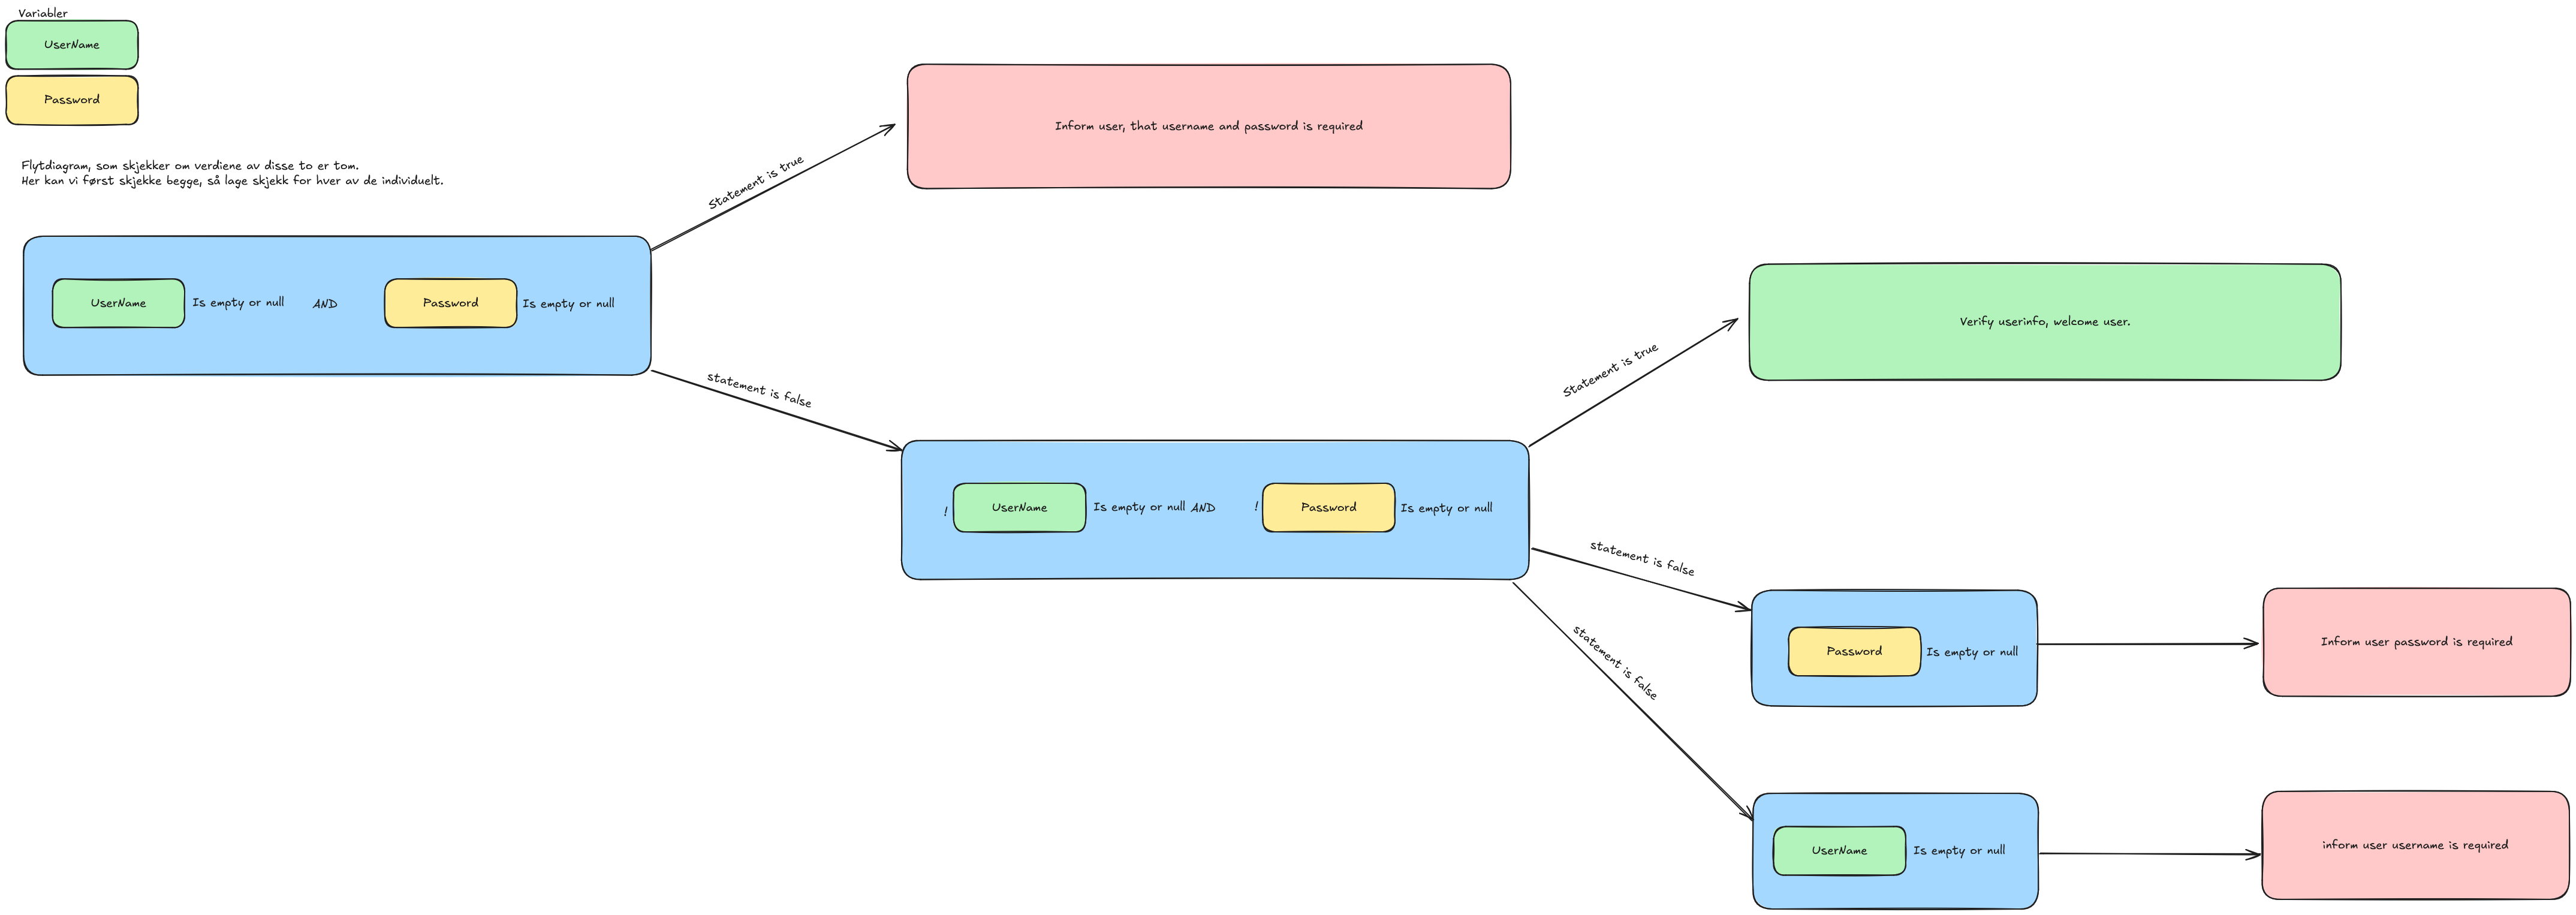 Variabler
UserName
Password
Flytdiagram, som skjekker om verdiene av disse to er tom.
Her kan vi først skjekke begge, så lage skjekk for hver av de individuelt.
Statement is true
Inform user, that username and password is required
UserName Is empty or null AND Password Is empty or null
statement is false
! UserName Is empty or null AND ! Password Is empty or null
Statement is true
Verify userinfo, welcome user.
statement is false
Password Is empty or null
Inform user password is required
statement is false
UserName Is empty or null
inform user username is required